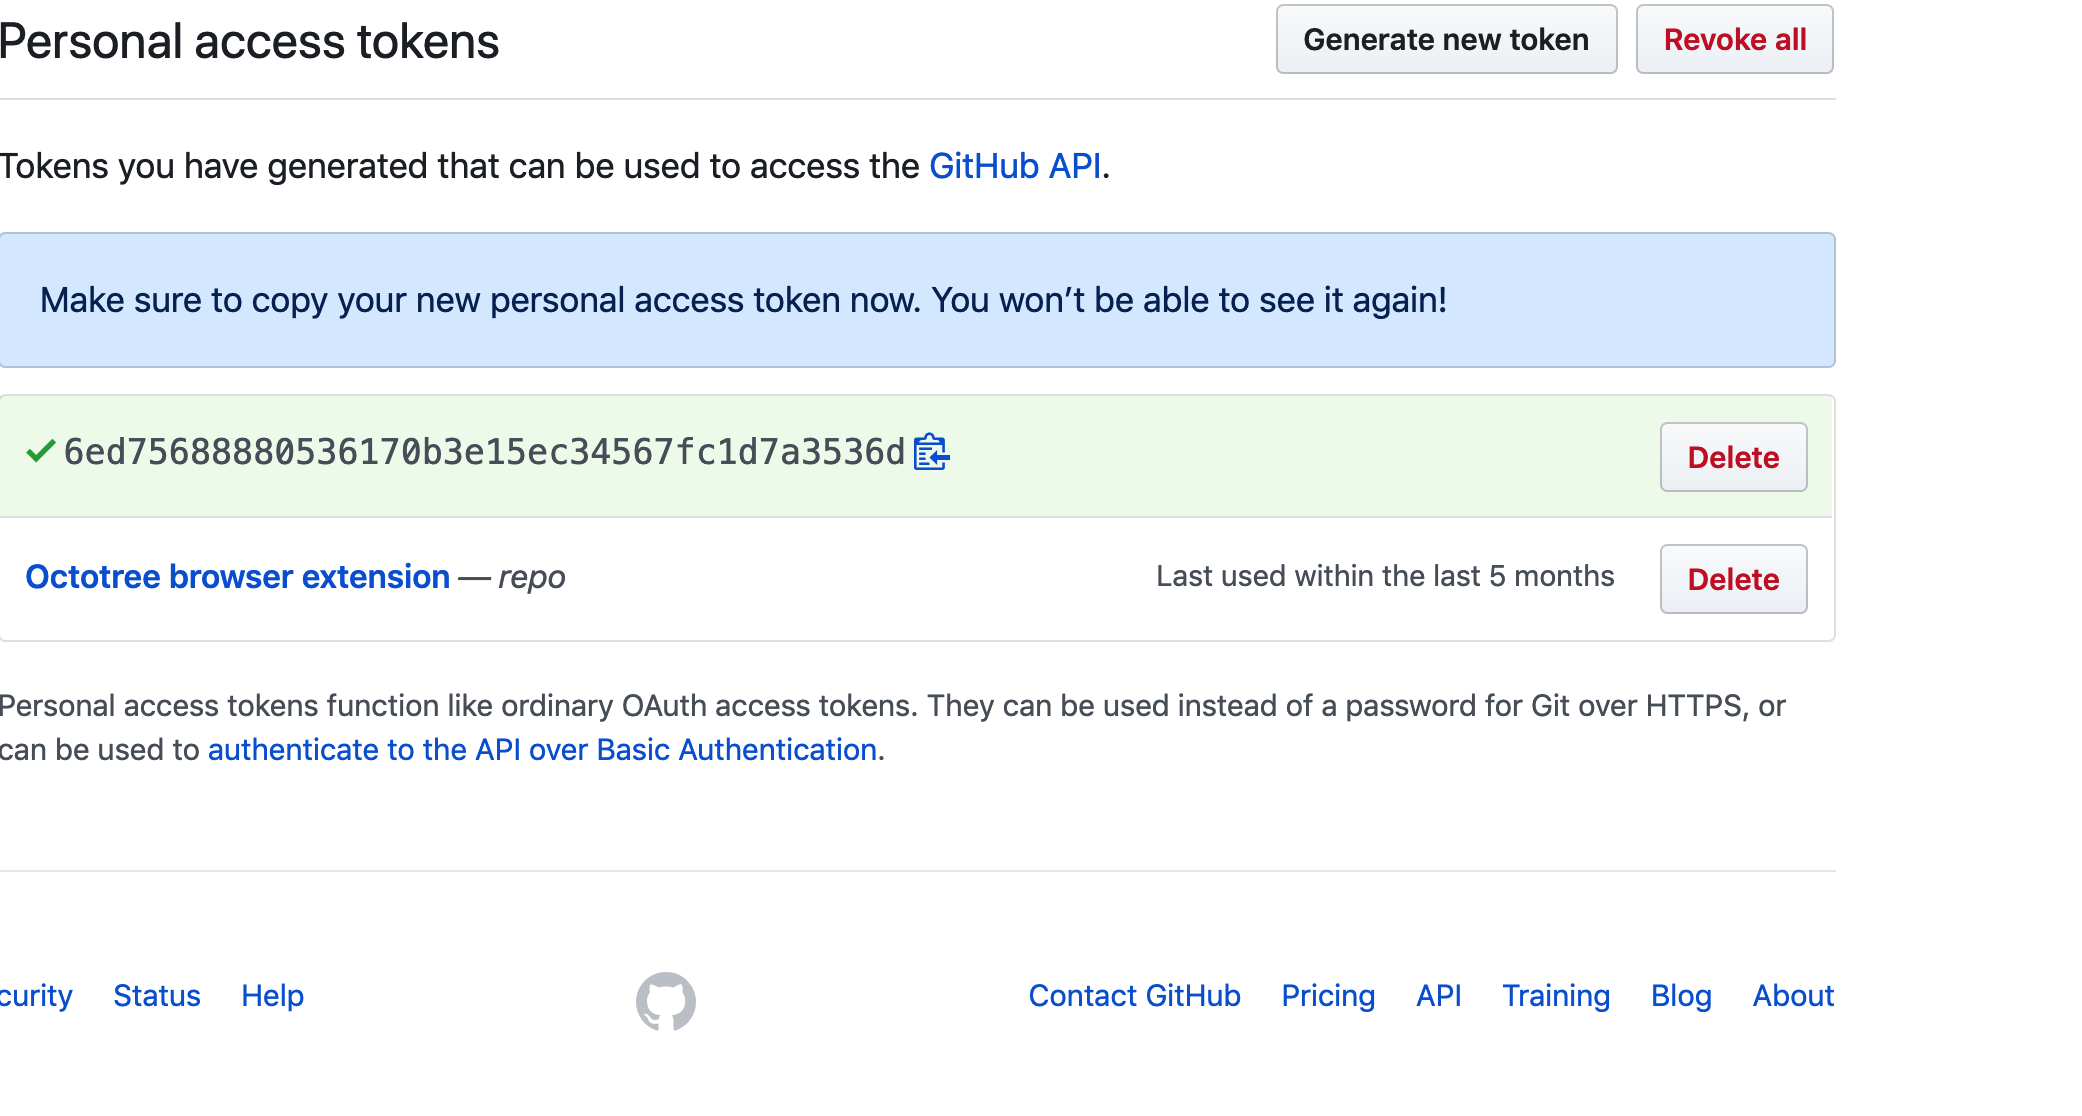 Personal access tokens
Generate new token Revoke all
Tokens you have generated that can be used to access the GitHub API.
Make sure to copy your new personal access token now. You won’t be able to see it again!
6ed75688880536170b3e15ec34567fc1d7a3536d Delete
Octotree browser extension — repo Last used within the last 5 months Delete
Personal access tokens function like ordinary OAuth access tokens. They can be used instead of a password for Git over HTTPS, or
can be used to authenticate to the API over Basic Authentication.
curity Status Help Contact GitHub Pricing API Training Blog About